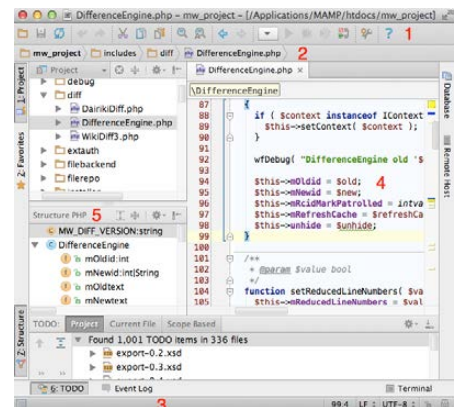 DifferenceEngine.php – mw_project – [/Applications/MAMP/htdocs/mw_project]
1
mw_project includes diff DifferenceEngine.php 2
1: Project
2: Favorites
Z: Structure
Project
debug
diff
DairikiDiff.php
DifferenceEngine.php
WikiDiff3.php
extauth
filebackend
filerepo
Structure PHP 5
MW_DIFF_VERSION:string
DifferenceEngine
mOldid:int
mNewid:int|String
mOldtext
mNewtext
DifferenceEngine.php ×
\DifferenceEngine
87 {
88 if ( $context instanceof IContext
89 $this->setContext( $context );
90 }
91
92 wfDebug( "DifferenceEngine old '$
93
94 $this->mOldid = $old; 4
95 $this->mNewid = $new;
96 $this->mRcidMarkPatrolled = intva
97 $this->mRefreshCache = $refreshCa
98 $this->unhide = $unhide;
99 }
100
101 /**
102 * @param $value bool
103 */
104 function setReducedLineNumbers( $va
105 $this->mReducedLineNumbers = $val
Database
Remote Host
TODO: Project Current File Scope Based
Found 1,001 TODO items in 336 files
export-0.2.xsd
export-0.3.xsd
6: TODO Event Log Terminal
3
99:4 LF UTF-8